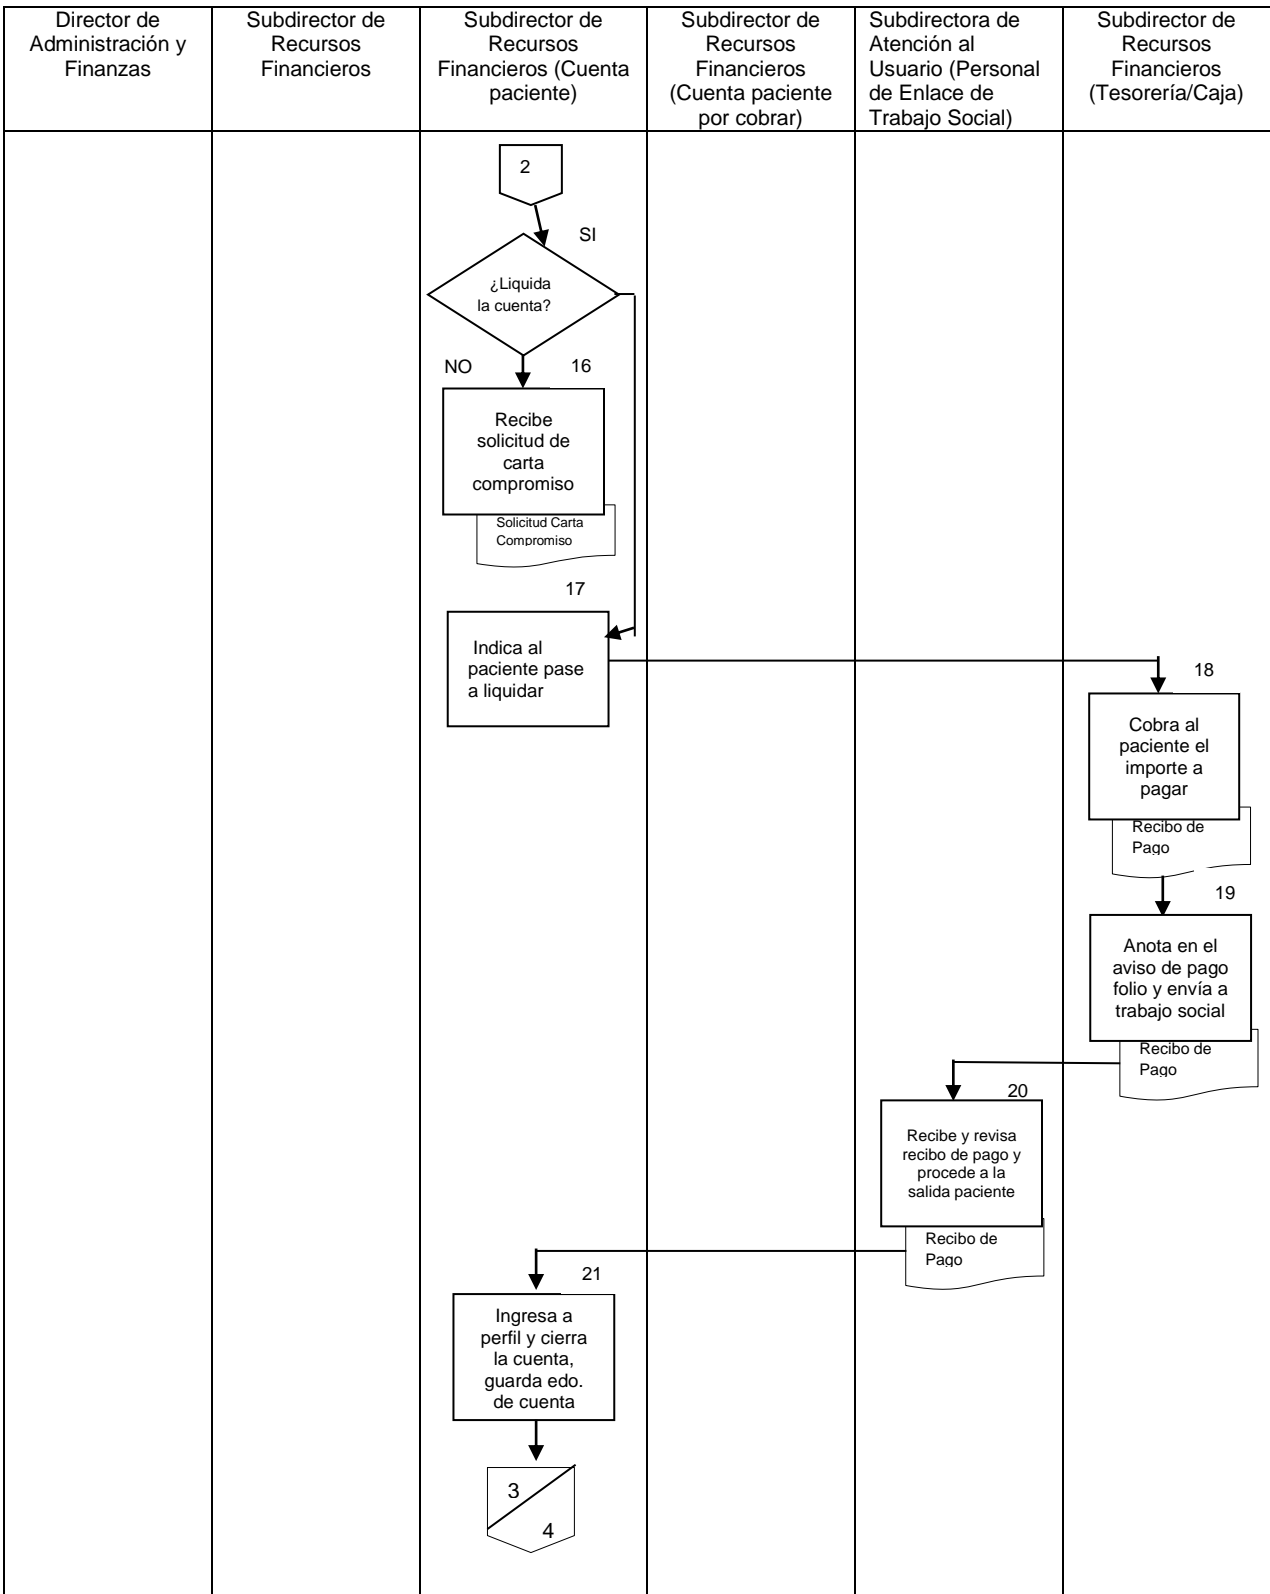 Director de
Administración y
Finanzas
Subdirector de
Recursos
Financieros
Subdirector de
Recursos
Financieros (Cuenta
paciente)
Subdirector de
Recursos
Financieros
(Cuenta paciente
por cobrar)
Subdirectora de
Atención al
Usuario (Personal
de Enlace de
Trabajo Social)
Subdirector de
Recursos
Financieros
(Tesorería/Caja)
2
SI
¿Liquida
la cuenta?
NO
16
Recibe
solicitud de
carta
compromiso
Solicitud Carta
Compromiso
17
Indica al
paciente pase
a liquidar
18
Cobra al
paciente el
importe a
pagar
Recibo de
Pago
19
Anota en el
aviso de pago
folio y envía a
trabajo social
Recibo de
Pago
20
Recibe y revisa
recibo de pago y
procede a la
salida paciente
Recibo de
Pago
21
Ingresa a
perfil y cierra
la cuenta,
guarda edo.
de cuenta
3
4